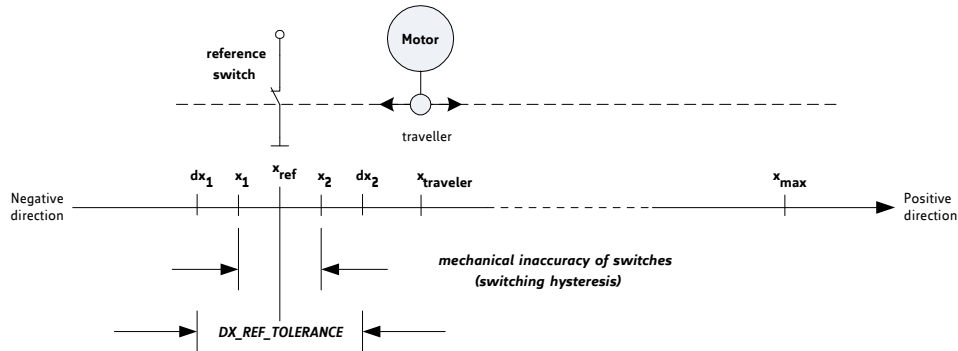 Motor
reference
switch
traveller
dx1 x1 xref x2 dx2 xtraveler xmax
Negative
direction
Positive
direction
mechanical inaccuracy of switches
(switching hysteresis)
DX_REF_TOLERANCE